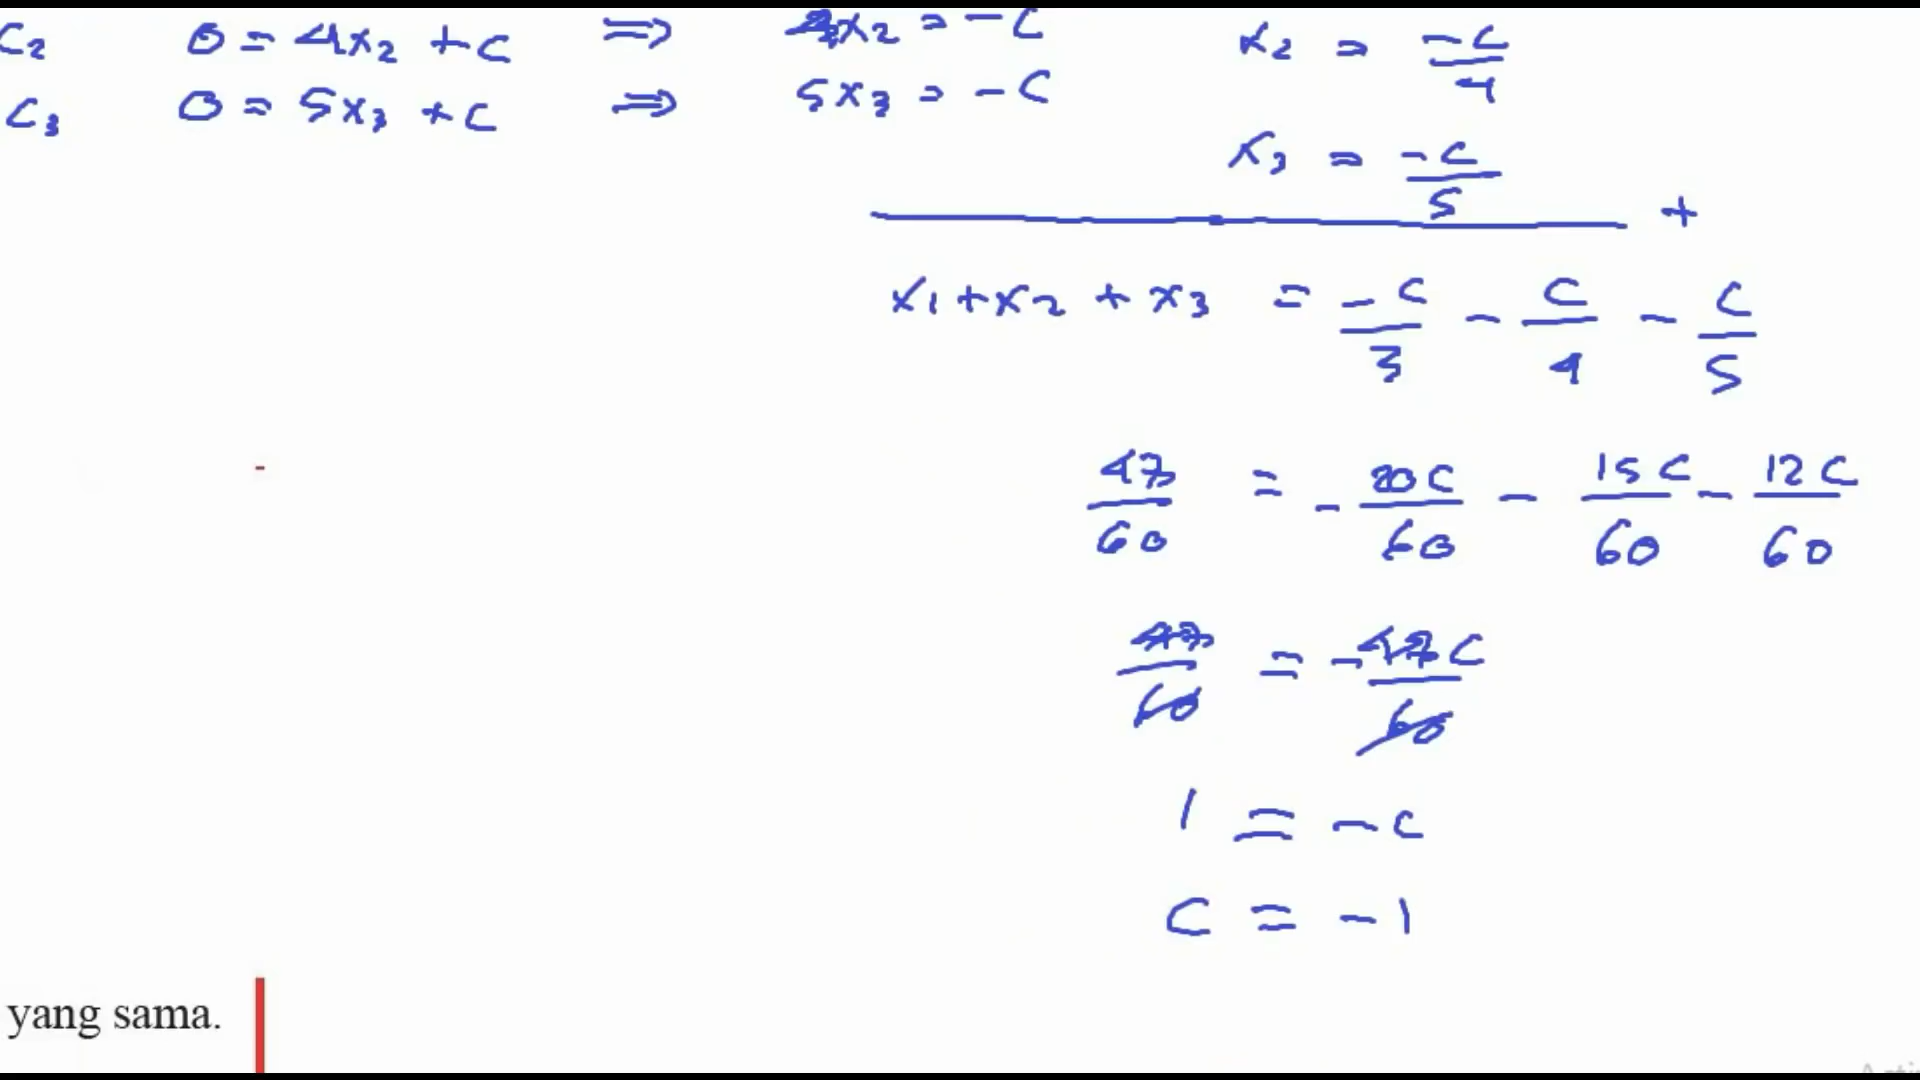 C2 0 = 4x2 + C ⇒ 4x2 = -C x2 = -C/4
C3 0 = 5x3 + C ⇒ 5x3 = -C
x3 = -C/5
+
x1 + x2 + x3 = -C/3 - C/4 - C/5
47/60 = - 20C/60 - 15C/60 - 12C/60
47/60 = - 47C/60
1 = -C
C = -1
yang sama.